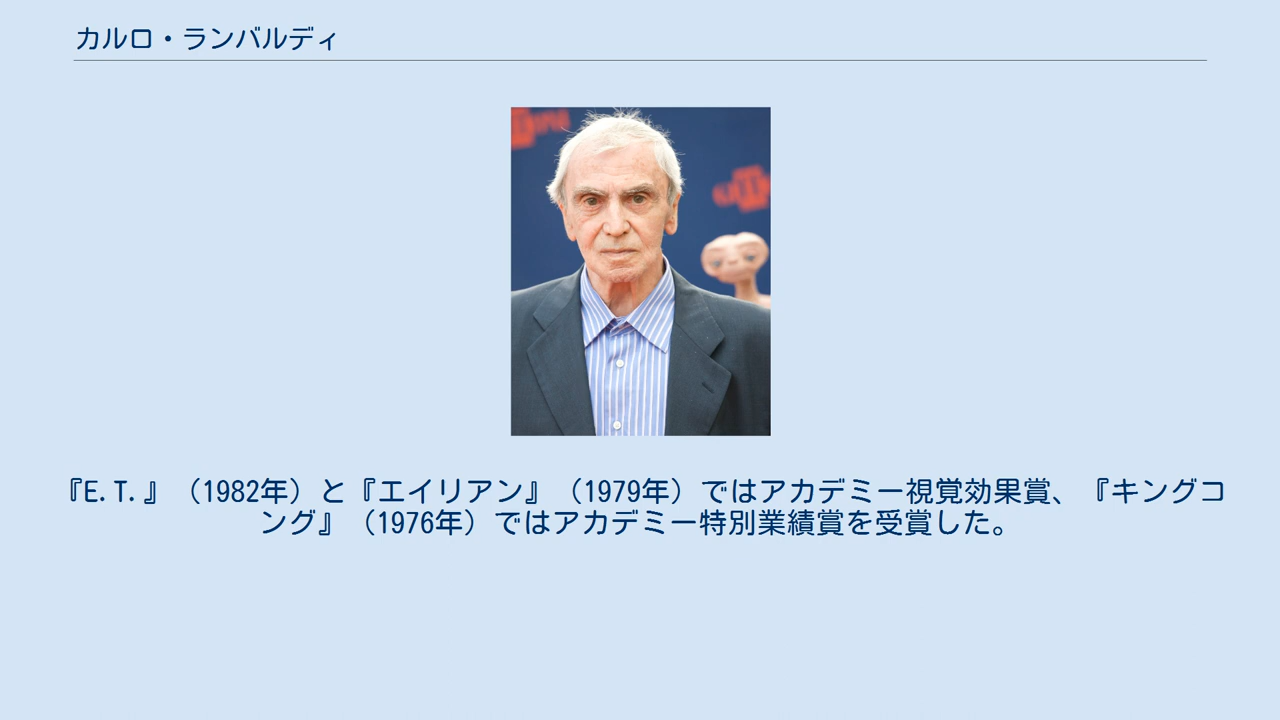 カルロ・ランバルディ
『E.T.』（1982年）と『エイリアン』（1979年）ではアカデミー視覚効果賞、『キングコ
ング』（1976年）ではアカデミー特別業績賞を受賞した。